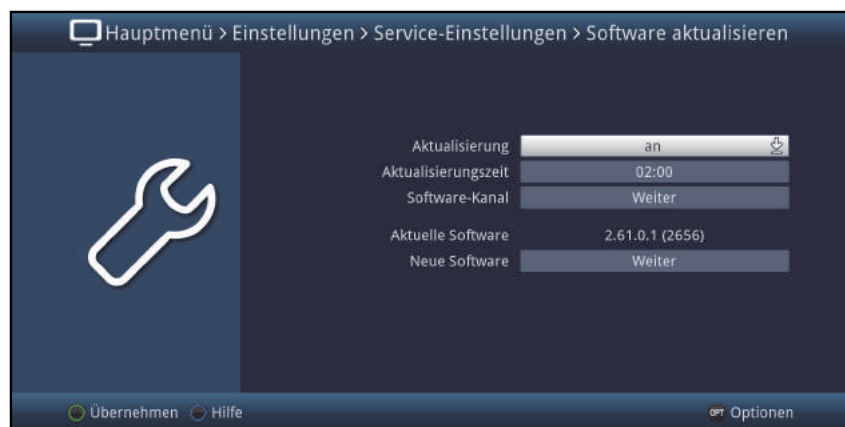 Hauptmenü > Einstellungen > Service-Einstellungen > Software aktualisieren
Aktualisierung an
Aktualisierungszeit 02:00
Software-Kanal Weiter
Aktuelle Software 2.61.0.1 (2656)
Neue Software Weiter
Übernehmen Hilfe OPT Optionen